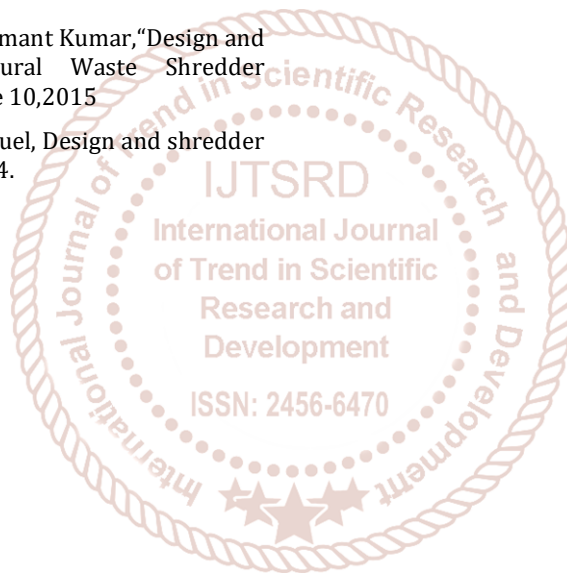 mant Kumar,“Design and
ural Waste Shredder
e 10,2015
uel, Design and shredder
4.
International Journal of Trend in Scientific Research and Development
IJTSRD
International Journal
of Trend in Scientific
Research and
Development
ISSN: 2456-6470